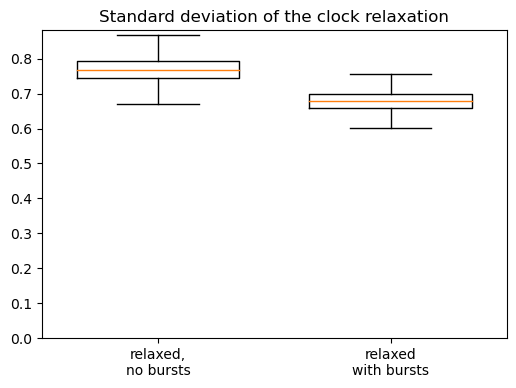 Standard deviation of the clock relaxation
0.8
0.7
0.6
0.5
0.4
0.3
0.2
0.1
0.0
relaxed,
no bursts
relaxed
with bursts